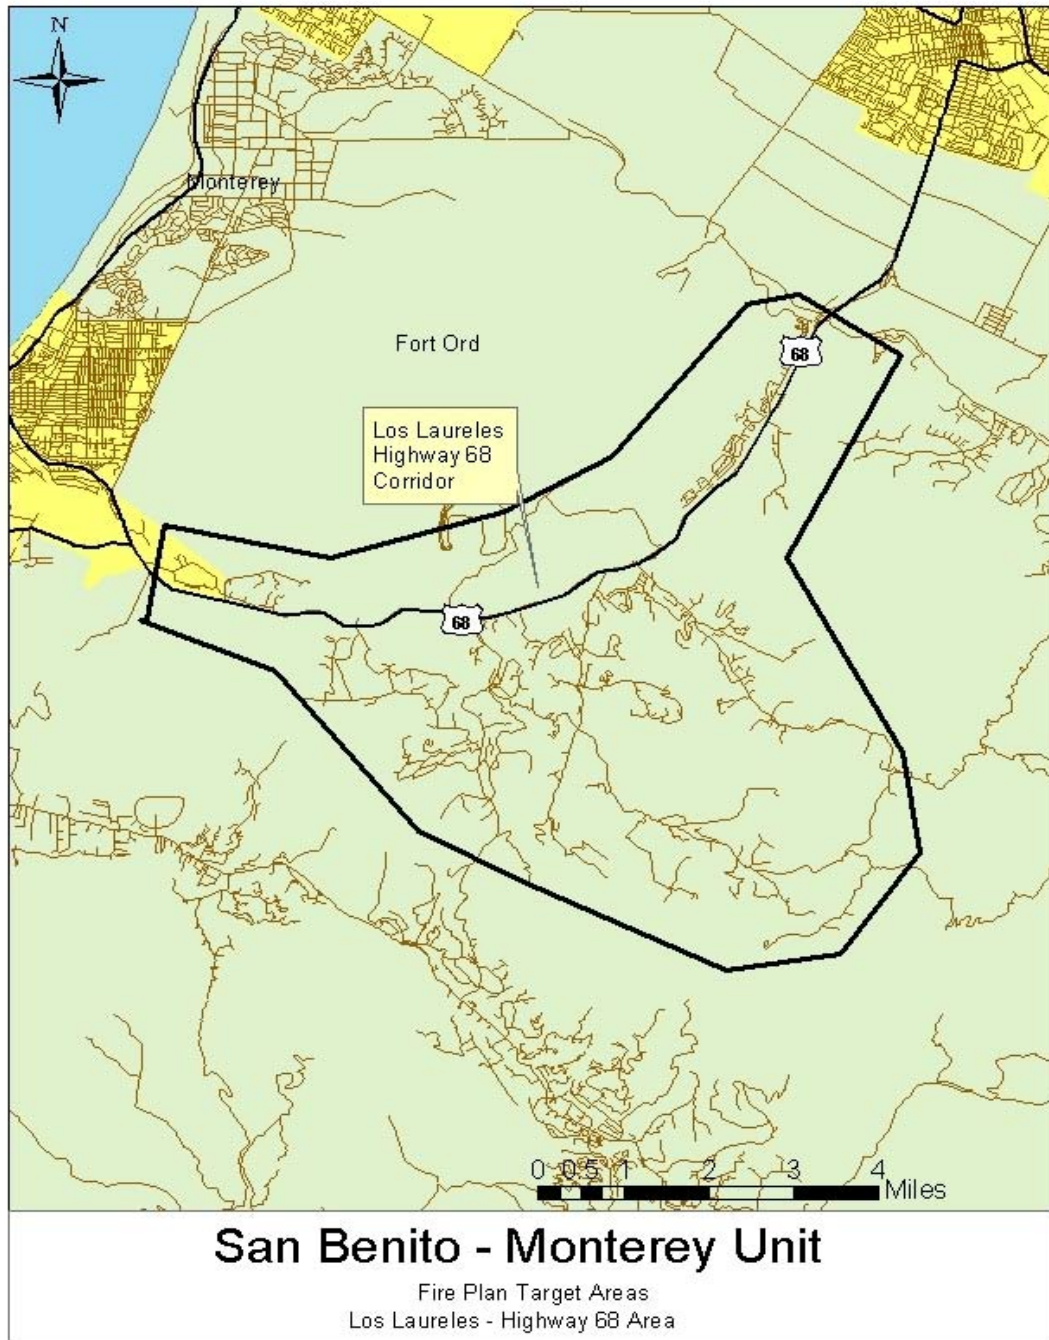 N
Monterey
Fort Ord
68
Los Laureles
Highway 68
Corridor
68
0 0.5 1 2 3 4
Miles
San Benito - Monterey Unit
Fire Plan Target Areas
Los Laureles - Highway 68 Area